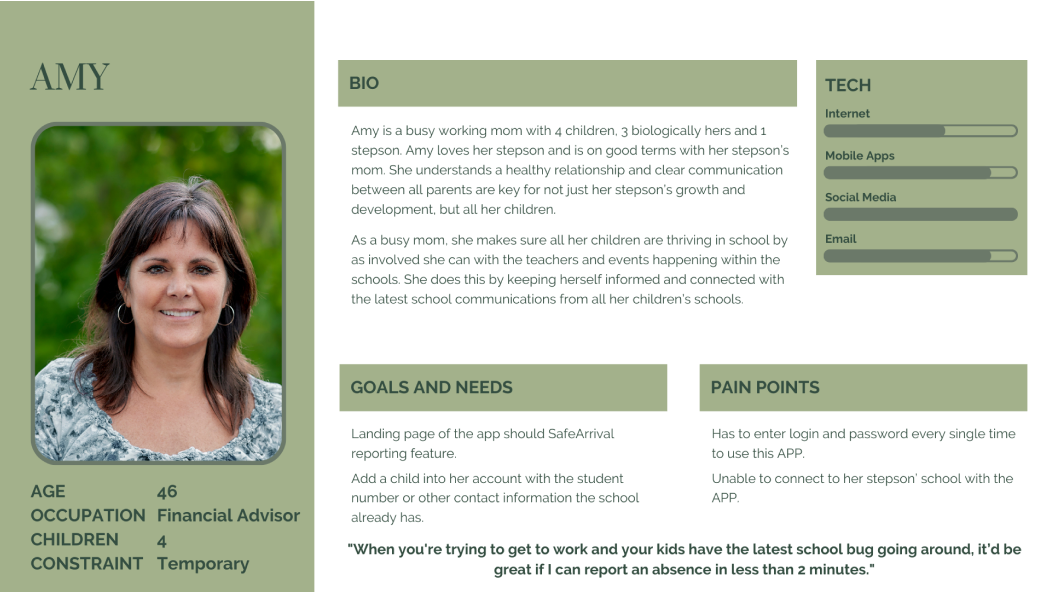 AMY
AGE 46
OCCUPATION Financial Advisor
CHILDREN 4
CONSTRAINT Temporary
BIO
Amy is a busy working mom with 4 children, 3 biologically hers and 1
stepson. Amy loves her stepson and is on good terms with her stepson's
mom. She understands a healthy relationship and clear communication
between all parents are key for not just her stepson's growth and
development, but all her children.
As a busy mom, she makes sure all her children are thriving in school by
as involved she can with the teachers and events happening within the
schools. She does this by keeping herself informed and connected with
the latest school communications from all her children's schools.
TECH
Internet
Mobile Apps
Social Media
Email
GOALS AND NEEDS
Landing page of the app should SafeArrival
reporting feature.
Add a child into her account with the student
number or other contact information the school
already has.
PAIN POINTS
Has to enter login and password every single time
to use this APP.
Unable to connect to her stepson' school with the
APP.
"When you're trying to get to work and your kids have the latest school bug going around, it'd be
great if I can report an absence in less than 2 minutes."